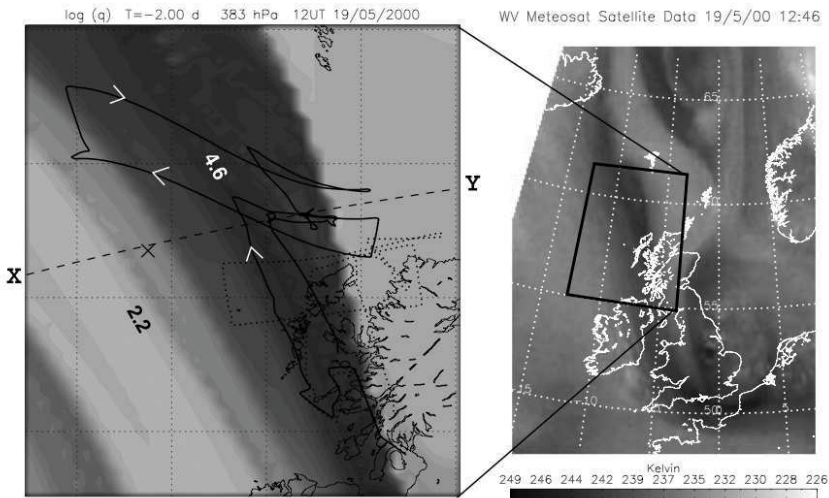 log (q) T=−2.00 d 383 hPa 12UT 19/05/2000
WV Meteosat Satellite Data 19/5/00 12:46
4.6
Y
X
2.2
65
60
55
50
-15
-10
-5
Kelvin
249 246 244 242 239 237 235 232 230 228 226